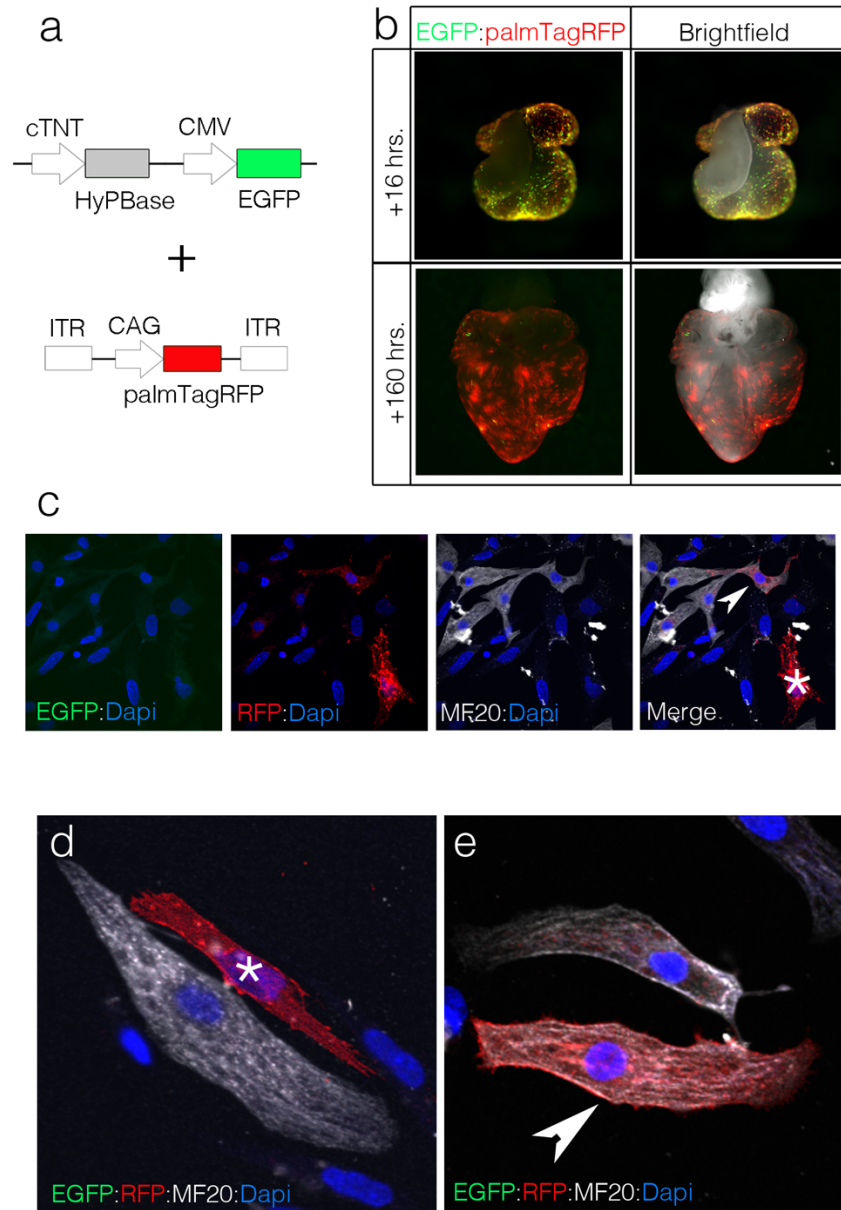 a
cTNT
CMV
HyPBase
EGFP
+
ITR
CAG
ITR
palmTagRFP
b
EGFP:palmTagRFP
Brightfield
+16 hrs.
+160 hrs.
c
EGFP:Dapi
RFP:Dapi
MF20:Dapi
Merge
*
d
*
EGFP:RFP:MF20:Dapi
e
EGFP:RFP:MF20:Dapi